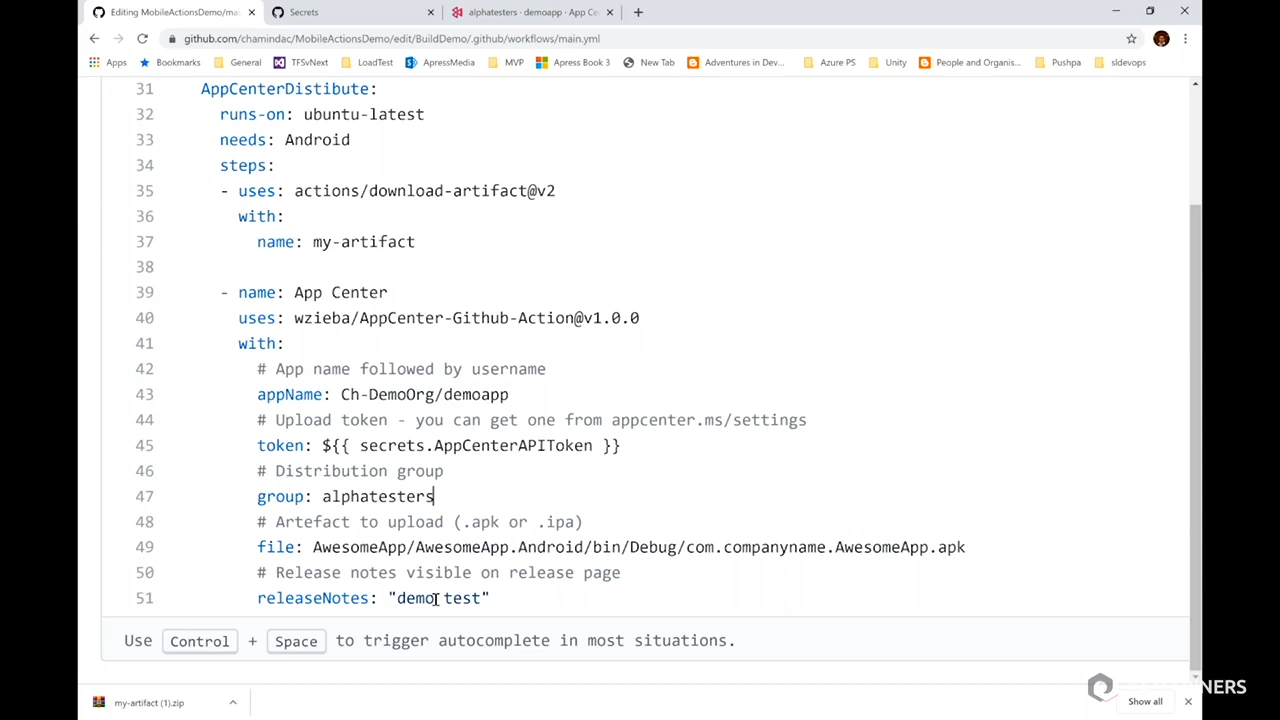 Editing MobileActionsDemo/mai
Secrets
alphatesters · demoapp · App Ce
github.com/chamindac/MobileActionsDemo/edit/BuildDemo/.github/workflows/main.yml
Apps Bookmarks General TFSvNext LoadTest ApressMedia MVP Apress Book 3 New Tab Adventures in Dev... People and Organis... Azure PS Unity Pushpa sldevops
31 AppCenterDistibute:
32 runs-on: ubuntu-latest
33 needs: Android
34 steps:
35 - uses: actions/download-artifact@v2
36 with:
37 name: my-artifact
38
39 - name: App Center
40 uses: wzieba/AppCenter-Github-Action@v1.0.0
41 with:
42 # App name followed by username
43 appName: Ch-DemoOrg/demoapp
44 # Upload token - you can get one from appcenter.ms/settings
45 token: ${{ secrets.AppCenterAPIToken }}
46 # Distribution group
47 group: alphatesters
48 # Artefact to upload (.apk or .ipa)
49 file: AwesomeApp/AwesomeApp.Android/bin/Debug/com.companyname.AwesomeApp.apk
50 # Release notes visible on release page
51 releaseNotes: "demo test"
Use Control + Space to trigger autocomplete in most situations.
my-artifact (1).zip
Show all